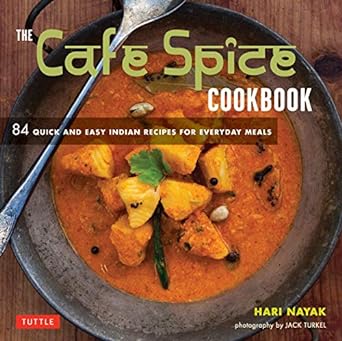 THE
Cafe Spice
COOKBOOK
84 QUICK AND EASY INDIAN RECIPES FOR EVERYDAY MEALS
HARI NAYAK
photography by JACK TURKEL
TUTTLE